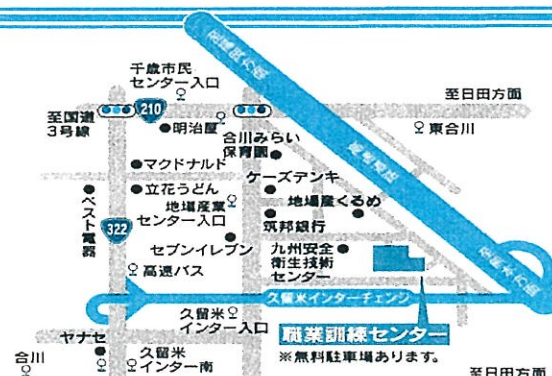 千歳市民
センター入口
至国道
3号線
210
明治屋
合川みらい
保育園
至日田方面
東合川
マクドナルド
ケーズデンキ
立花うどん
地場産業
センター入口
地場産くるめ
ベスト電器
322
筑邦銀行
セブンイレブン
九州安全
衛生技術
センター
高速バス
久留米インターチェンジ
久留米
インター入口
職業訓練センター
※無料駐車場あります。
ヤナセ
合川
久留米
インター南
至日田方面